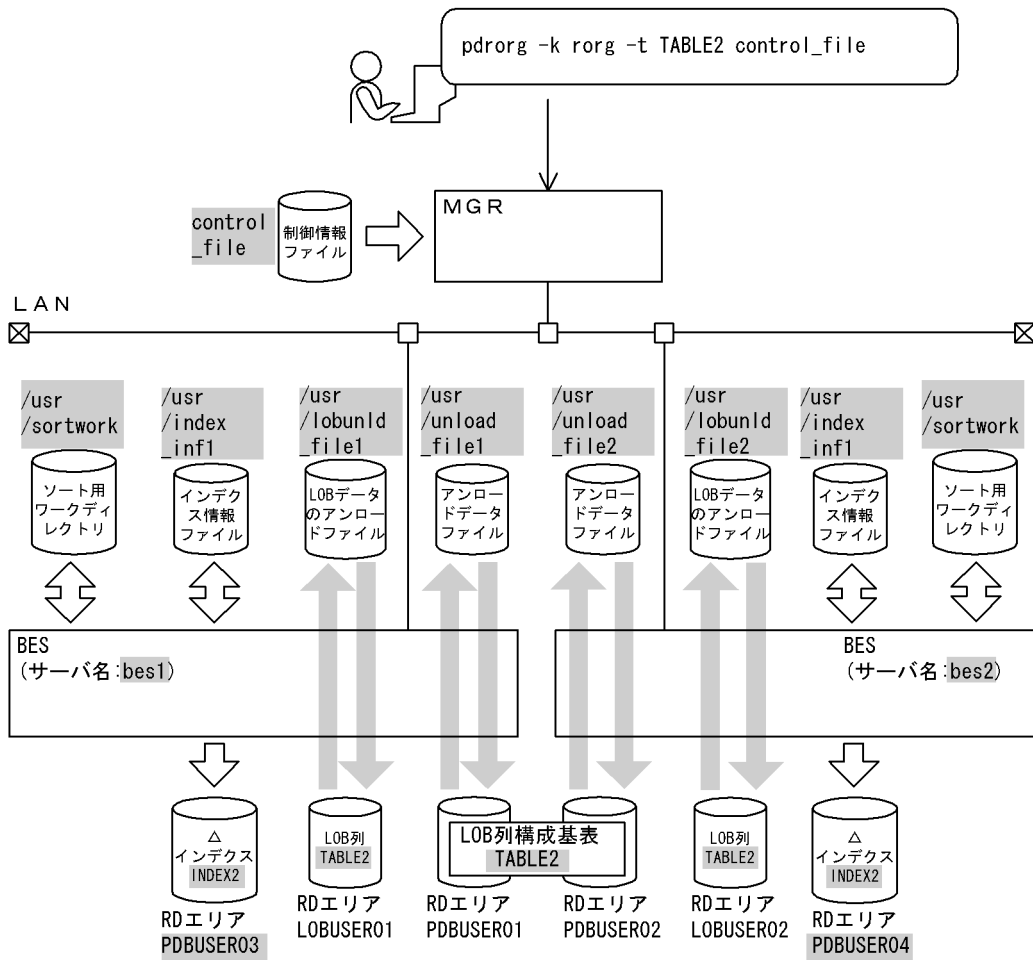 pdrorg -k rorg -t TABLE2 control_file
MGR
control
_file
制御情報
ファイル
LAN
/usr
/sortwork
/usr
/index
_inf1
/usr
/lobunld
_file1
/usr
/unload
_file1
/usr
/unload
_file2
/usr
/lobunld
_file2
/usr
/index
_inf1
/usr
/sortwork
ソート用
ワークディ
レクトリ
インデク
ス情報
ファイル
LOBデータ
のアンロー
ドファイル
アンロー
ドデータ
ファイル
アンロー
ドデータ
ファイル
LOBデータ
のアンロー
ドファイル
インデク
ス情報
ファイル
ソート用
ワークディ
レクトリ
BES
(サーバ名:bes1)
BES
(サーバ名:bes2)
△
インデクス
INDEX2
LOB列
TABLE2
LOB列構成基表
TABLE2
LOB列
TABLE2
△
インデクス
INDEX2
RDエリア
PDBUSER03
RDエリア
LOBUSER01
RDエリア
PDBUSER01
RDエリア
PDBUSER02
RDエリア
LOBUSER02
RDエリア
PDBUSER04